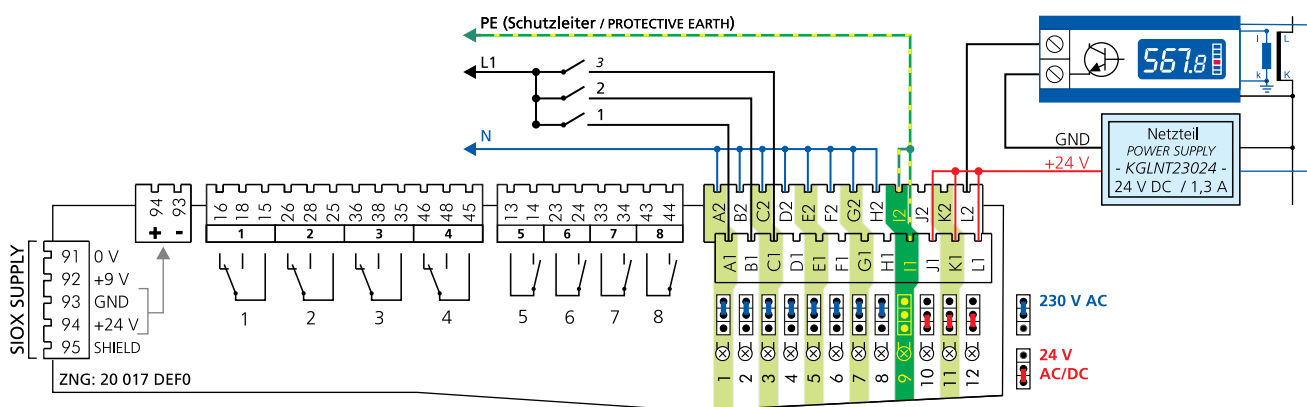 PE (Schutzleiter / PROTECTIVE EARTH)
L1
3
2
1
N
567.8
l
k
L
K
GND
+24 V
Netzteil
POWER SUPPLY
- KGLNT23024 -
24 V DC / 1,3 A
94 93
+ -
16 18 15 26 28 25 36 38 35 46 48 45
1 2 3 4
13 14 23 24 33 34 43 44
5 6 7 8
A2 B2 C2 D2 E2 F2 G2 H2 I2 J2 K2 L2
A1 B1 C1 D1 E1 F1 G1 H1 I1 J1 K1 L1
SIOX SUPPLY
91 0 V
92 +9 V
93 GND
94 +24 V
95 SHIELD
1 2 3 4 5 6 7 8
230 V AC
24 V
AC/DC
1 2 3 4 5 6 7 8 9 10 11 12
ZNG: 20 017 DEF0